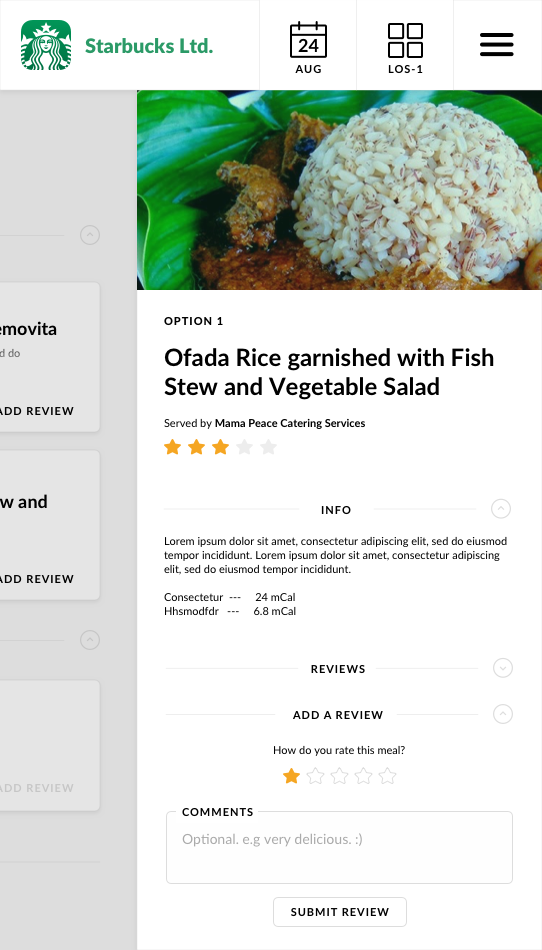 Starbucks Ltd.
24
AUG
LOS-1
emovita
d do
ADD REVIEW
w and
ADD REVIEW
ADD REVIEW
OPTION 1
Ofada Rice garnished with Fish
Stew and Vegetable Salad
Served by Mama Peace Catering Services
INFO
Lorem ipsum dolor sit amet, consectetur adipiscing elit, sed do eiusmod
tempor incididunt. Lorem ipsum dolor sit amet, consectetur adipiscing
elit, sed do eiusmod tempor incididunt.
Consectetur --- 24 mCal
Hhsmodfdr --- 6.8 mCal
REVIEWS
ADD A REVIEW
How do you rate this meal?
COMMENTS
Optional. e.g very delicious. :)
SUBMIT REVIEW